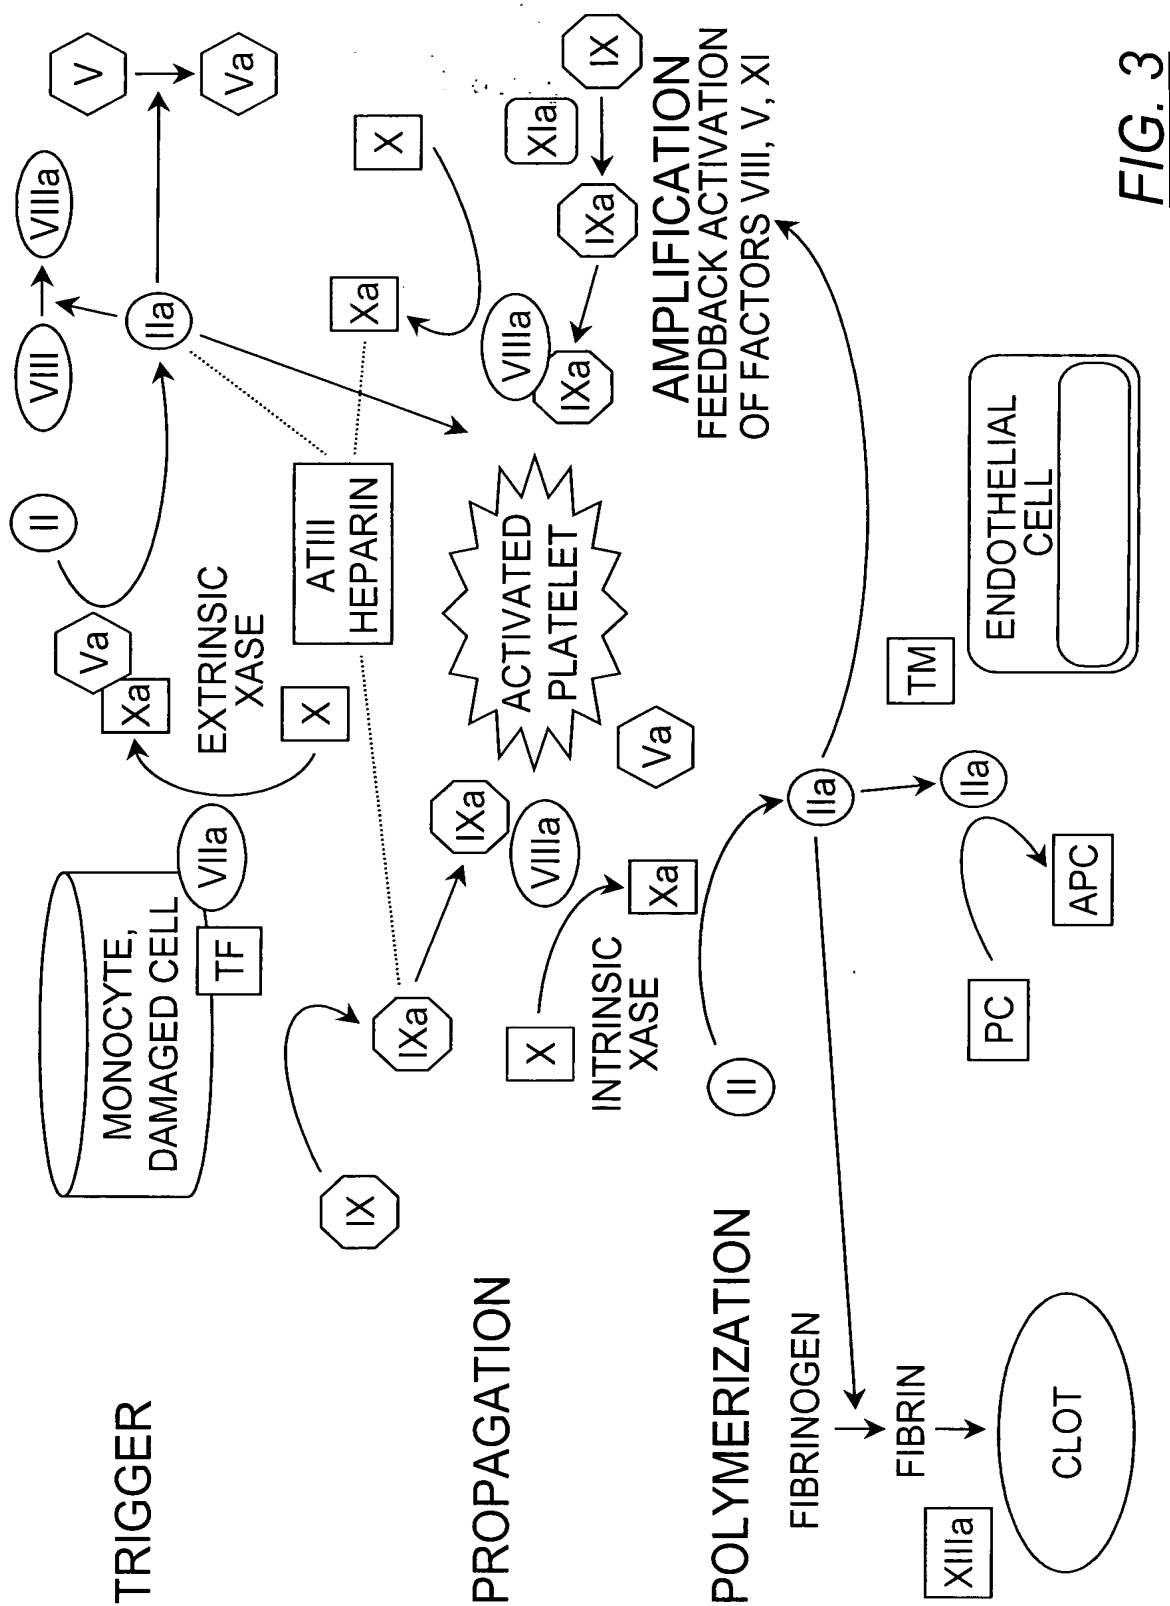 TRIGGER
MONOCYTE,
DAMAGED CELL
TF
VIIa
IX
IXa
X
EXTRINSIC
XASE
Xa
Va
II
IIa
VIII
VIIIa
V
Va
ATIII
HEPARIN
Xa
X
PROPAGATION
IXa
VIIIa
X
INTRINSIC
XASE
Xa
Va
ACTIVATED
PLATELET
VIIIa
IXa
IXa
XIa
IX
AMPLIFICATION
FEEDBACK ACTIVATION
OF FACTORS VIII, V, XI
POLYMERIZATION
II
IIa
FIBRINOGEN
FIBRIN
XIIIa
CLOT
PC
APC
IIa
TM
ENDOTHELIAL
CELL
FIG. 3